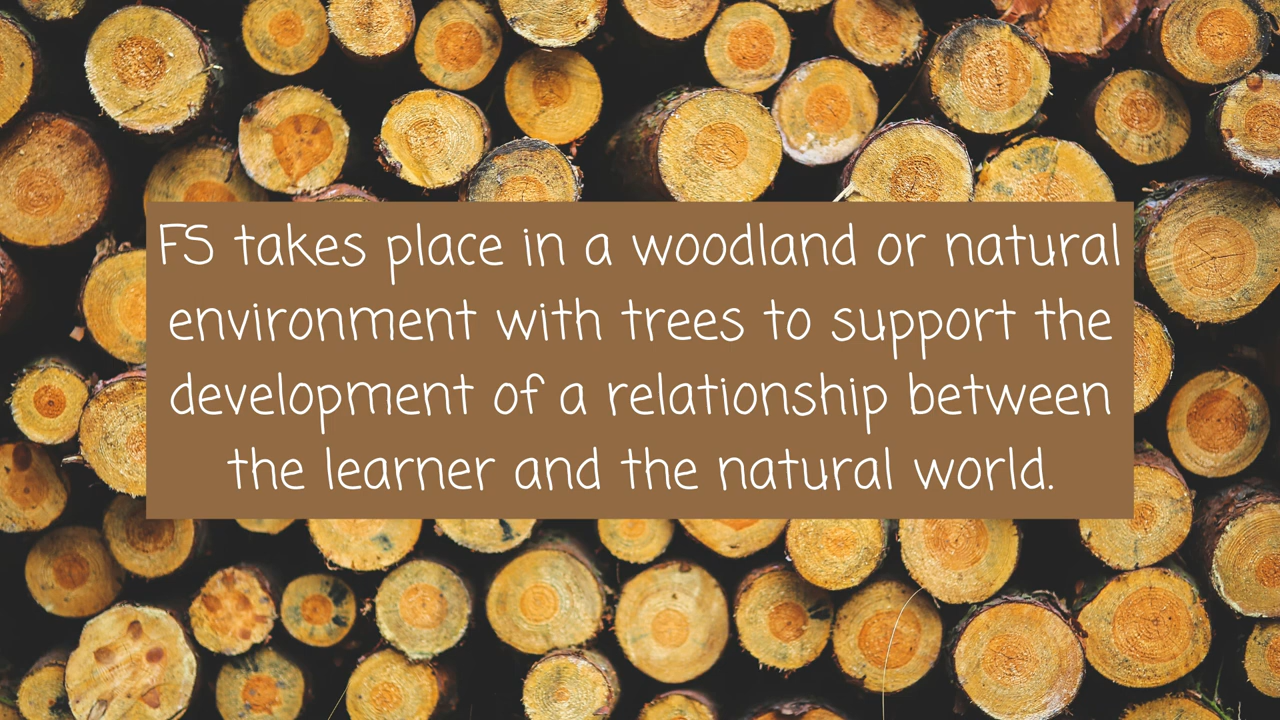 FS takes place in a woodland or natural
environment with trees to support the
development of a relationship between
the learner and the natural world.